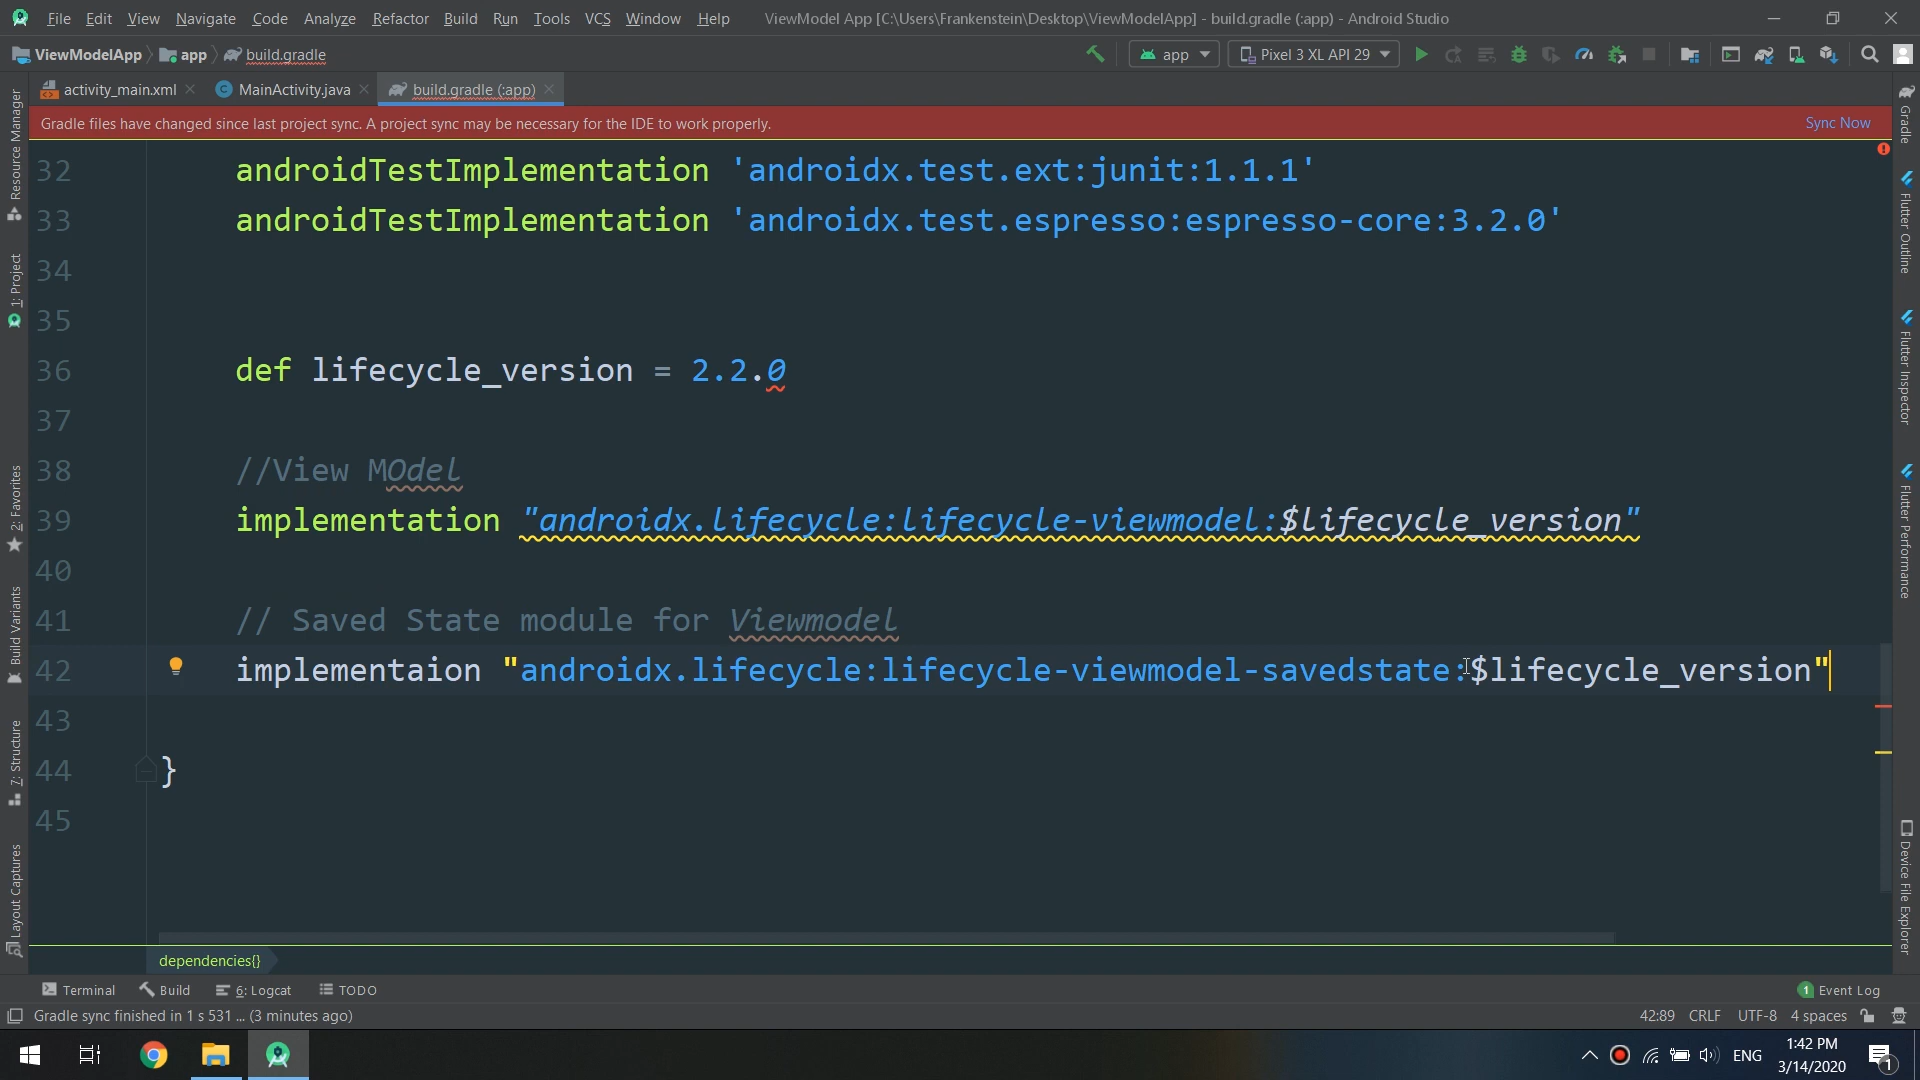 File Edit View Navigate Code Analyze Refactor Build Run Tools VCS Window Help ViewModel App [C:\Users\Frankenstein\Desktop\ViewModelApp] - build.gradle (:app) - Android Studio
ViewModelApp app build.gradle app Pixel 3 XL API 29
activity_main.xml MainActivity.java build.gradle (:app)
Gradle files have changed since last project sync. A project sync may be necessary for the IDE to work properly. Sync Now
32 androidTestImplementation 'androidx.test.ext:junit:1.1.1'
33 androidTestImplementation 'androidx.test.espresso:espresso-core:3.2.0'
34
35
36 def lifecycle_version = 2.2.0
37
38 //View MOdel
39 implementation "androidx.lifecycle:lifecycle-viewmodel:$lifecycle_version"
40
41 // Saved State module for Viewmodel
42 implementaion "androidx.lifecycle:lifecycle-viewmodel-savedstate:$lifecycle_version"
43
44 }
45
dependencies{}
Resource Manager
1: Project
2: Favorites
Build Variants
7: Structure
Layout Captures
Gradle
Flutter Outline
Flutter Inspector
Flutter Performance
Device File Explorer
Terminal Build 6: Logcat TODO 1 Event Log
Gradle sync finished in 1 s 531 ... (3 minutes ago) 42:89 CRLF UTF-8 4 spaces
ENG 1:42 PM
3/14/2020 1